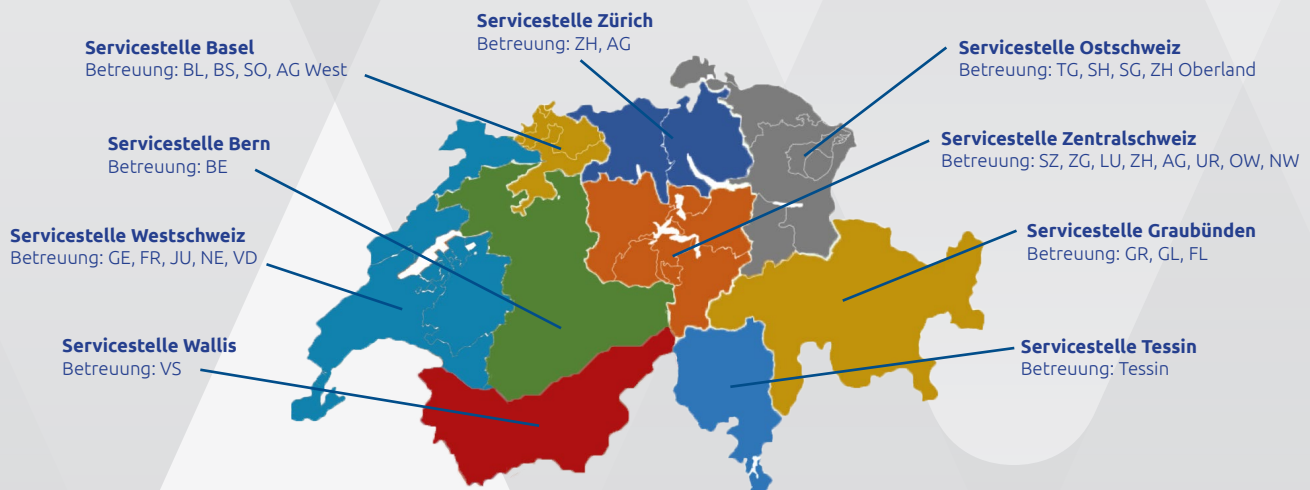 Servicestelle Zürich
Betreuung: ZH, AG
Servicestelle Basel
Betreuung: BL, BS, SO, AG West
Servicestelle Ostschweiz
Betreuung: TG, SH, SG, ZH Oberland
Servicestelle Bern
Betreuung: BE
Servicestelle Zentralschweiz
Betreuung: SZ, ZG, LU, ZH, AG, UR, OW, NW
Servicestelle Westschweiz
Betreuung: GE, FR, JU, NE, VD
Servicestelle Graubünden
Betreuung: GR, GL, FL
Servicestelle Wallis
Betreuung: VS
Servicestelle Tessin
Betreuung: Tessin